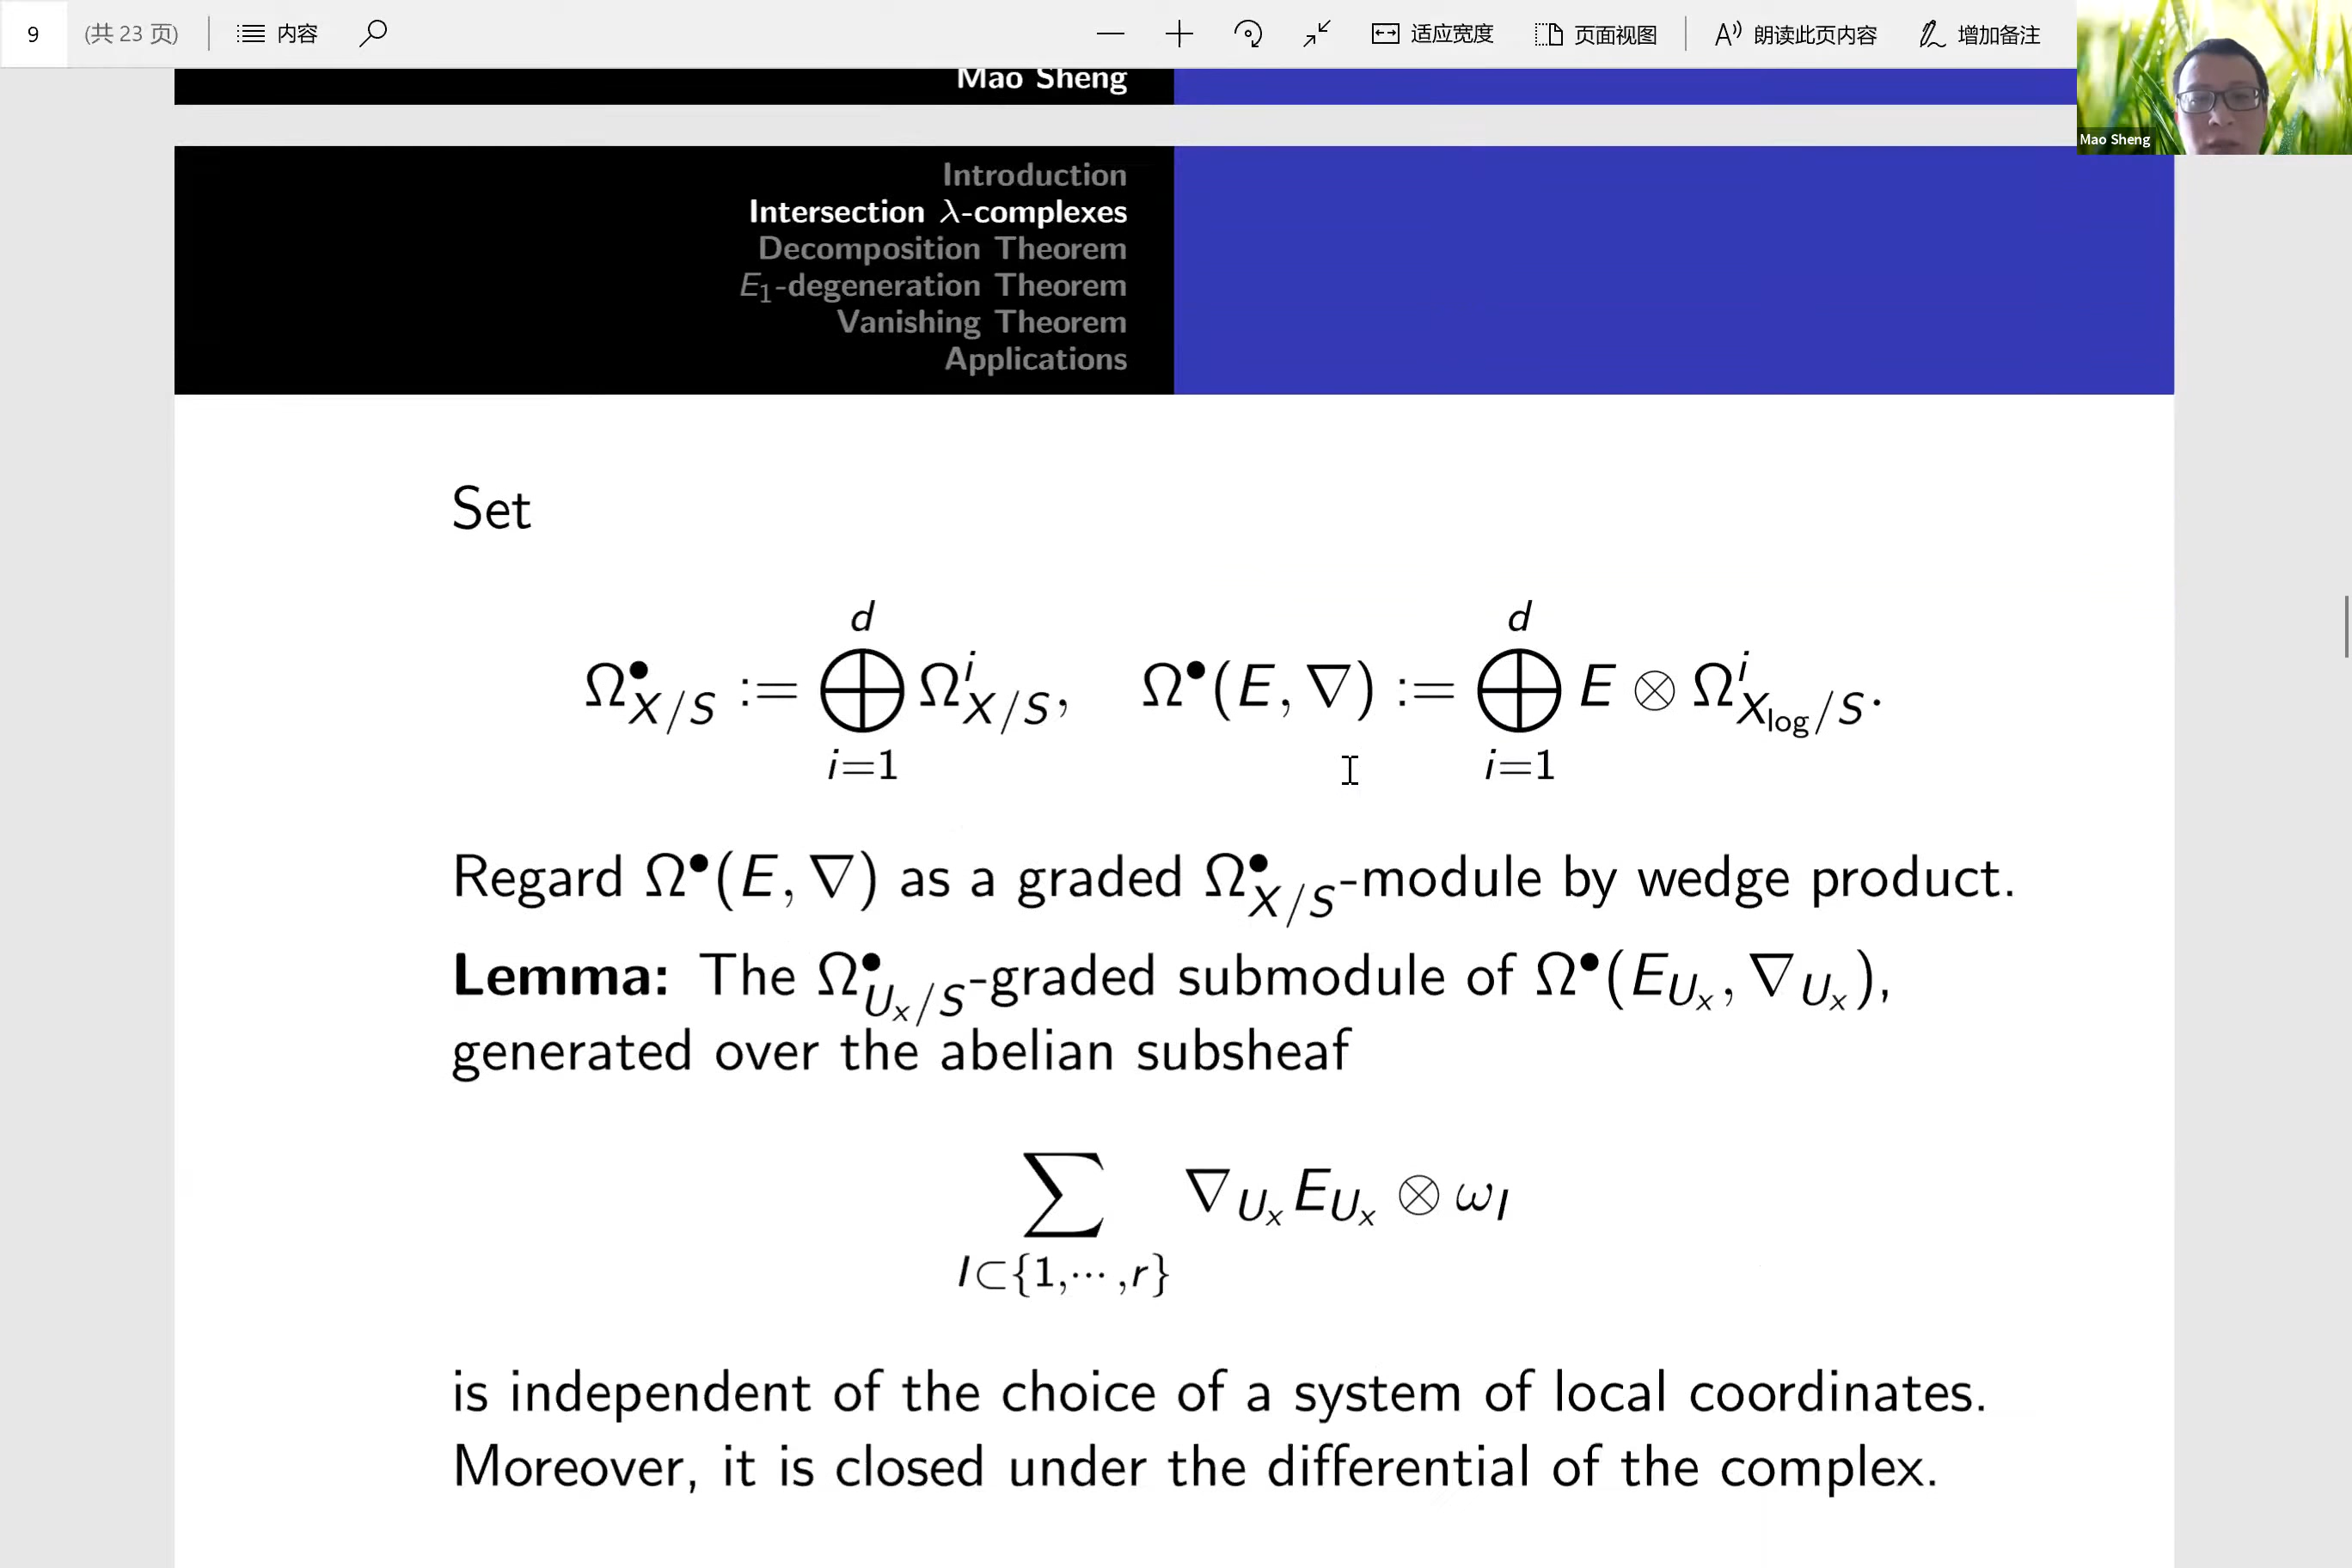 9 (共 23 页) 内容 适应宽度 页面视图 朗读此页内容 增加备注
Mao Sheng
Mao Sheng
Introduction
Intersection λ-complexes
Decomposition Theorem
E₁-degeneration Theorem
Vanishing Theorem
Applications
Set
Ω^•_{X/S} := ⊕_{i=1}^{d} Ω^i_{X/S}, Ω^•(E, ∇) := ⊕_{i=1}^{d} E ⊗ Ω^i_{X_log/S}.
Regard Ω^•(E, ∇) as a graded Ω^•_{X/S}-module by wedge product.
Lemma: The Ω^•_{U_x/S}-graded submodule of Ω^•(E_{U_x}, ∇_{U_x}),
generated over the abelian subsheaf
∑_{I⊂{1,⋯,r}} ∇_{U_x} E_{U_x} ⊗ ω_I
is independent of the choice of a system of local coordinates.
Moreover, it is closed under the differential of the complex.